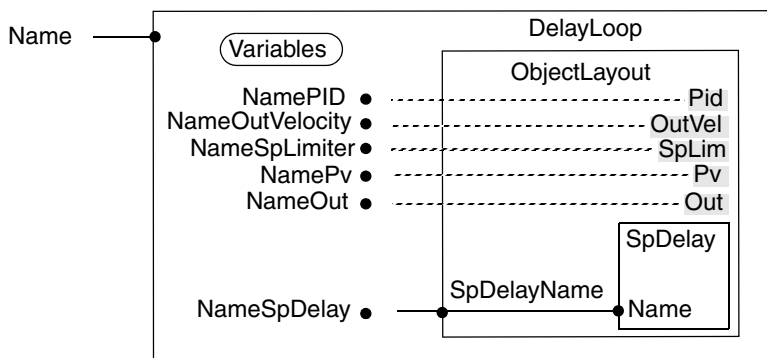 DelayLoop
Name
Variables
ObjectLayout
NamePID Pid
NameOutVelocity OutVel
NameSpLimiter SpLim
NamePv Pv
NameOut Out
SpDelay
SpDelayName
NameSpDelay Name